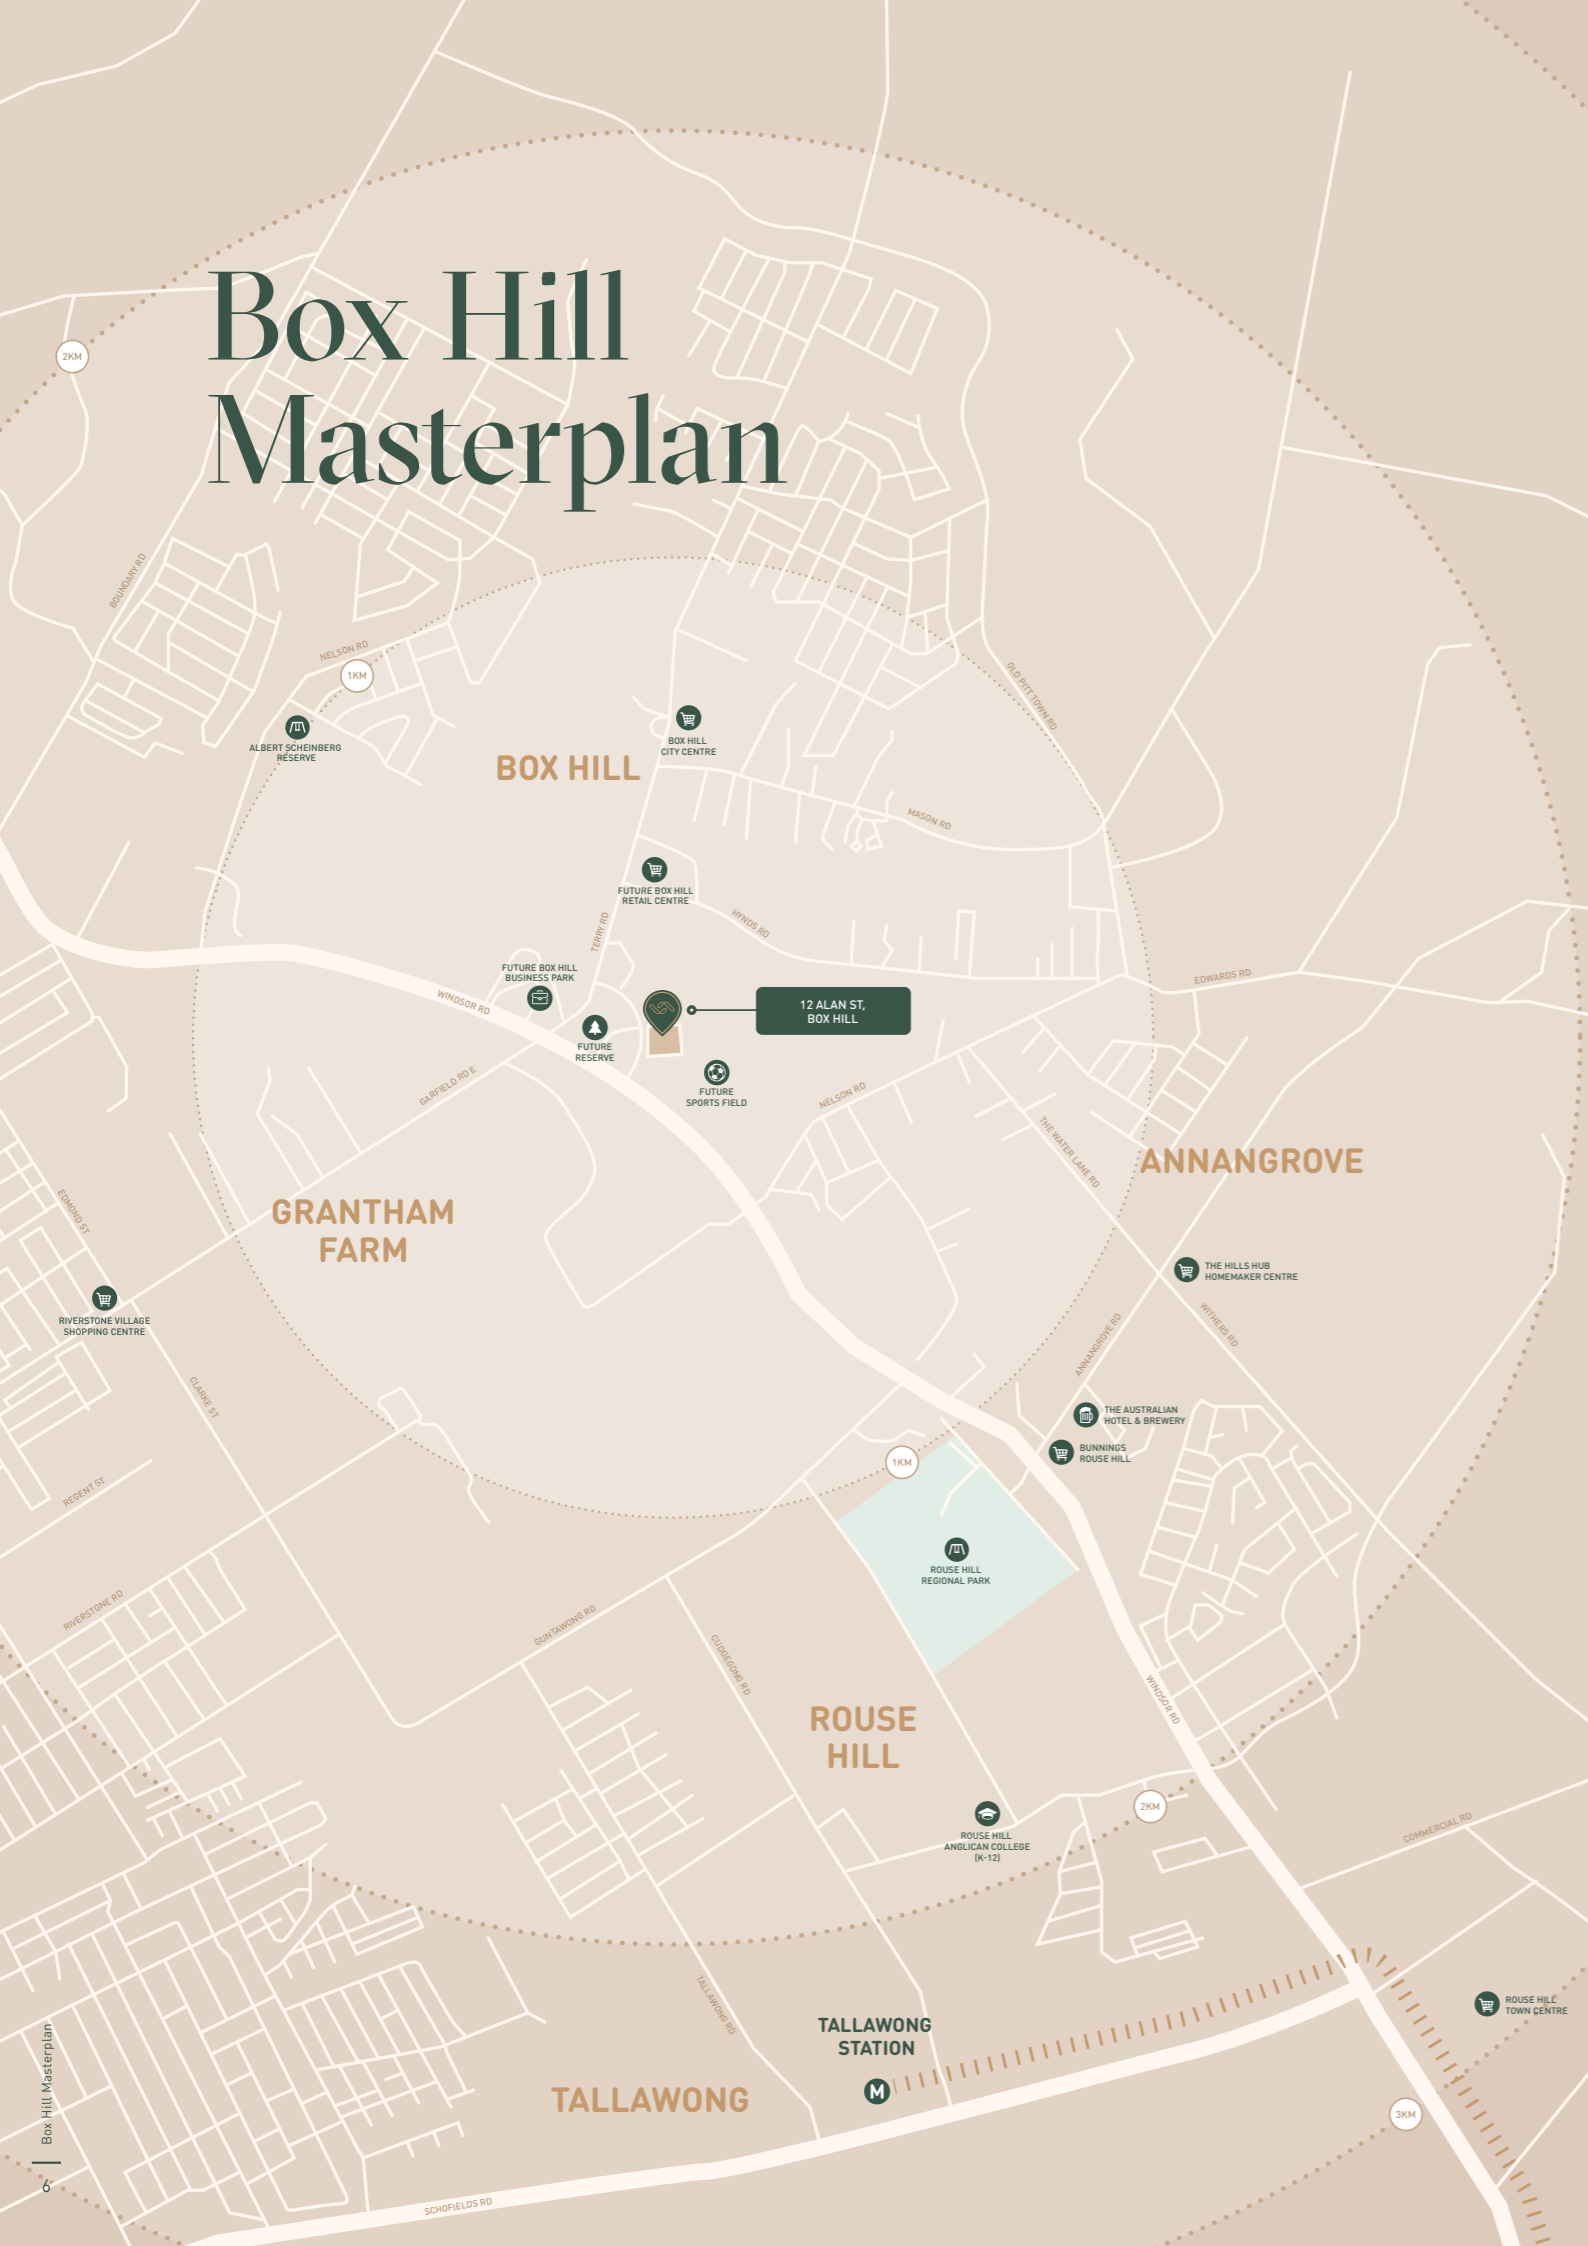 Box Hill
Masterplan
2KM
BOUNDARY RD
NELSON RD
1KM
OLD PITT TOWN RD
ALBERT SCHEINBERG
RESERVE
BOX HILL
CITY CENTRE
BOX HILL
MASON RD
FUTURE BOX HILL
RETAIL CENTRE
TERRY RD
HYNDS RD
FUTURE BOX HILL
BUSINESS PARK
EDWARDS RD
WINDSOR RD
12 ALAN ST,
BOX HILL
FUTURE
RESERVE
GARFIELD RD E
FUTURE
SPORTS FIELD
NELSON RD
THE WATER LANE RD
ANNANGROVE
EDMOND ST
GRANTHAM
FARM
THE HILLS HUB
HOMEMAKER CENTRE
RIVERSTONE VILLAGE
SHOPPING CENTRE
WITHERS RD
ANNANGROVE RD
CLARKE ST
THE AUSTRALIAN
HOTEL & BREWERY
BUNNINGS
ROUSE HILL
1KM
REGENT ST
ROUSE HILL
REGIONAL PARK
RIVERSTONE RD
GUNTAWONG RD
CUDGEGONG RD
WINDSOR RD
ROUSE
HILL
2KM
COMMERCIAL RD
ROUSE HILL
ANGLICAN COLLEGE
(K-12)
TALLAWONG RD
ROUSE HILL
TOWN CENTRE
TALLAWONG
STATION
M
TALLAWONG
3KM
SCHOFIELDS RD
Box Hill Masterplan
6